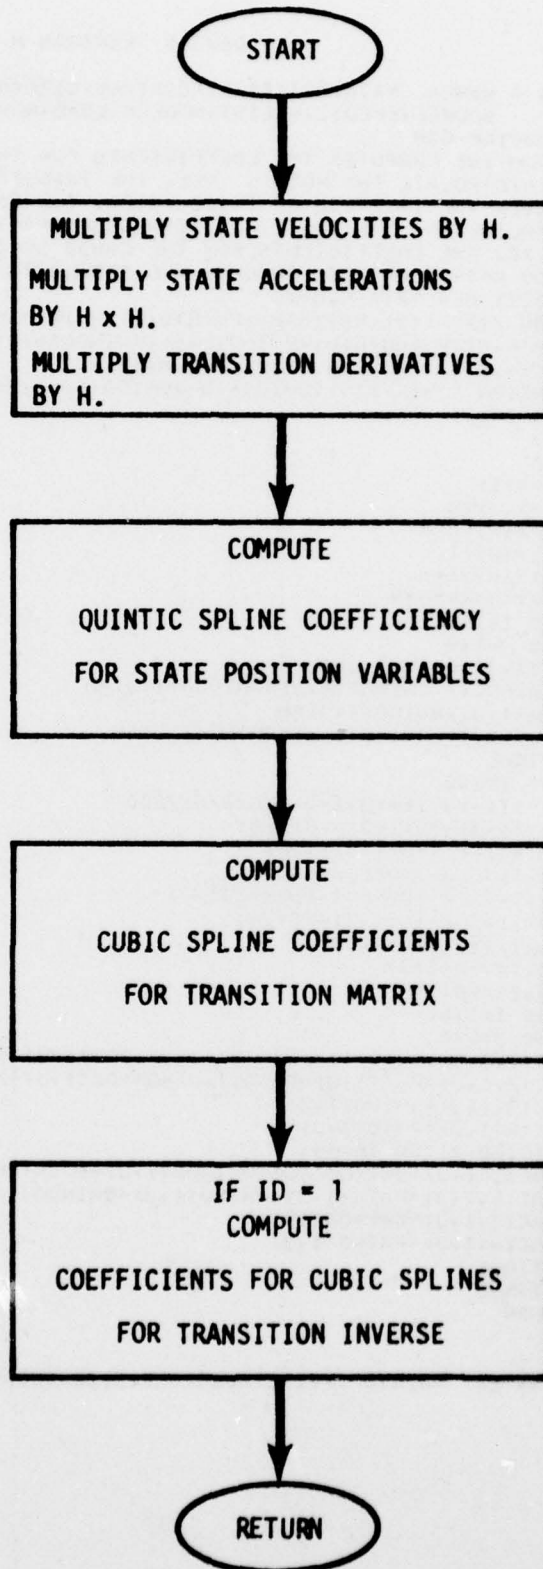 START
MULTIPLY STATE VELOCITIES BY H.
MULTIPLY STATE ACCELERATIONS
BY H x H.
MULTIPLY TRANSITION DERIVATIVES
BY H.
COMPUTE
QUINTIC SPLINE COEFFICIENCY
FOR STATE POSITION VARIABLES
COMPUTE
CUBIC SPLINE COEFFICIENTS
FOR TRANSITION MATRIX
IF ID = 1
COMPUTE
COEFFICIENTS FOR CUBIC SPLINES
FOR TRANSITION INVERSE
RETURN